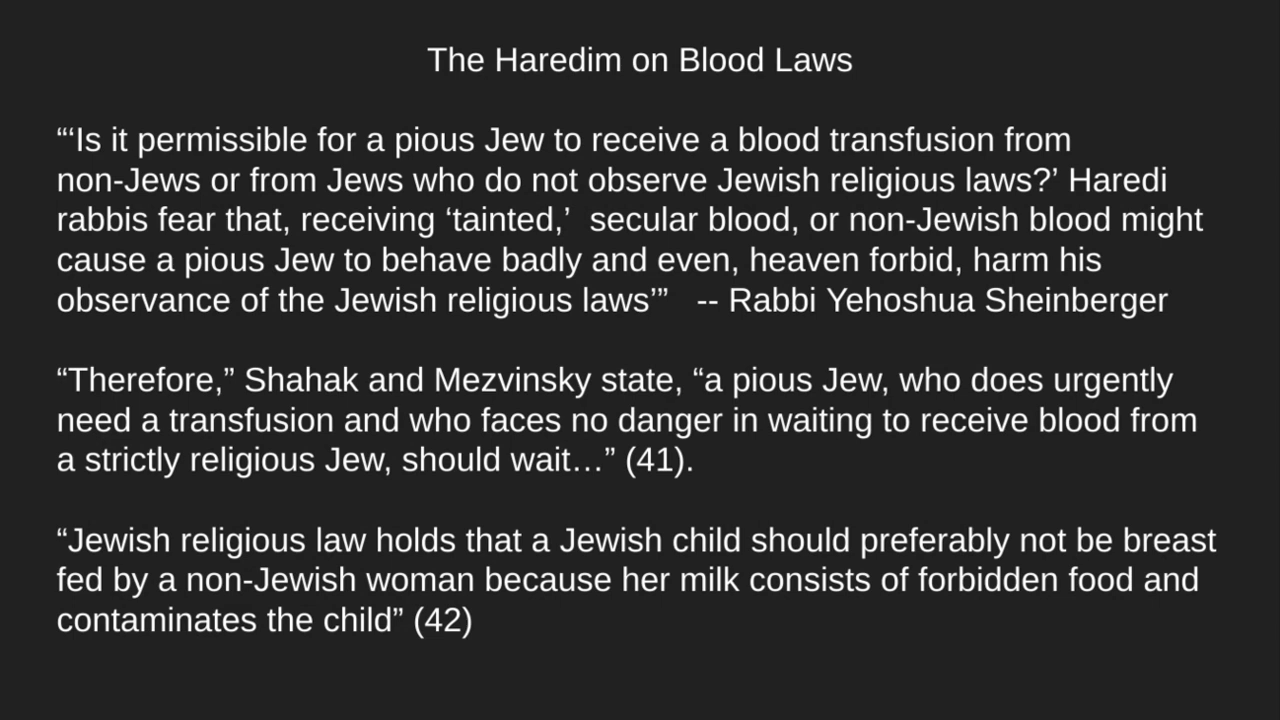 The Haredim on Blood Laws
“‘Is it permissible for a pious Jew to receive a blood transfusion from
non-Jews or from Jews who do not observe Jewish religious laws?’ Haredi
rabbis fear that, receiving ‘tainted,’  secular blood, or non-Jewish blood might
cause a pious Jew to behave badly and even, heaven forbid, harm his
observance of the Jewish religious laws’”   -- Rabbi Yehoshua Sheinberger
“Therefore,” Shahak and Mezvinsky state, “a pious Jew, who does urgently
need a transfusion and who faces no danger in waiting to receive blood from
a strictly religious Jew, should wait…” (41).
“Jewish religious law holds that a Jewish child should preferably not be breast
fed by a non-Jewish woman because her milk consists of forbidden food and
contaminates the child” (42)